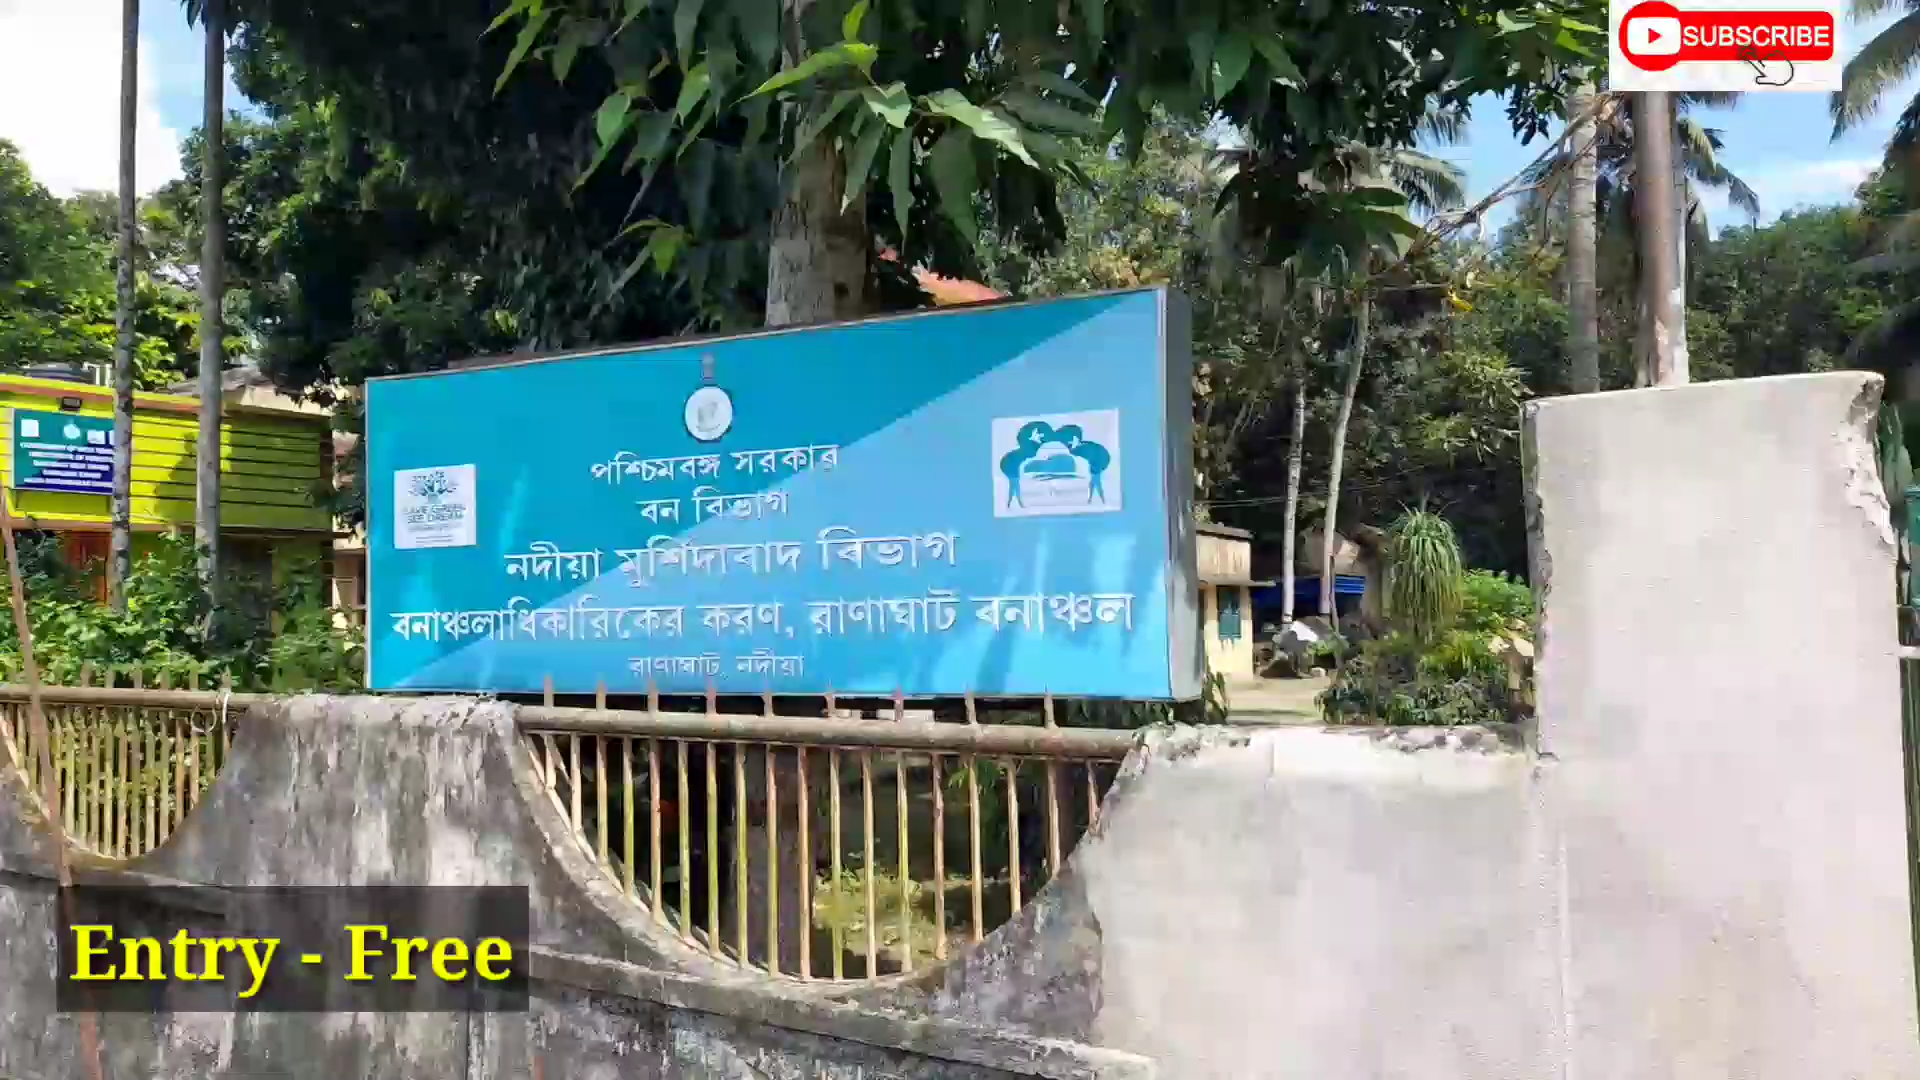 SUBSCRIBE
পশ্চিমবঙ্গ সরকার
বন বিভাগ
নদীয়া মুর্শিদাবাদ বিভাগ
বনাঞ্চলাধিকারিকের করণ, রাণাঘাট বনাঞ্চল
রাণাঘাট, নদীয়া
Entry - Free